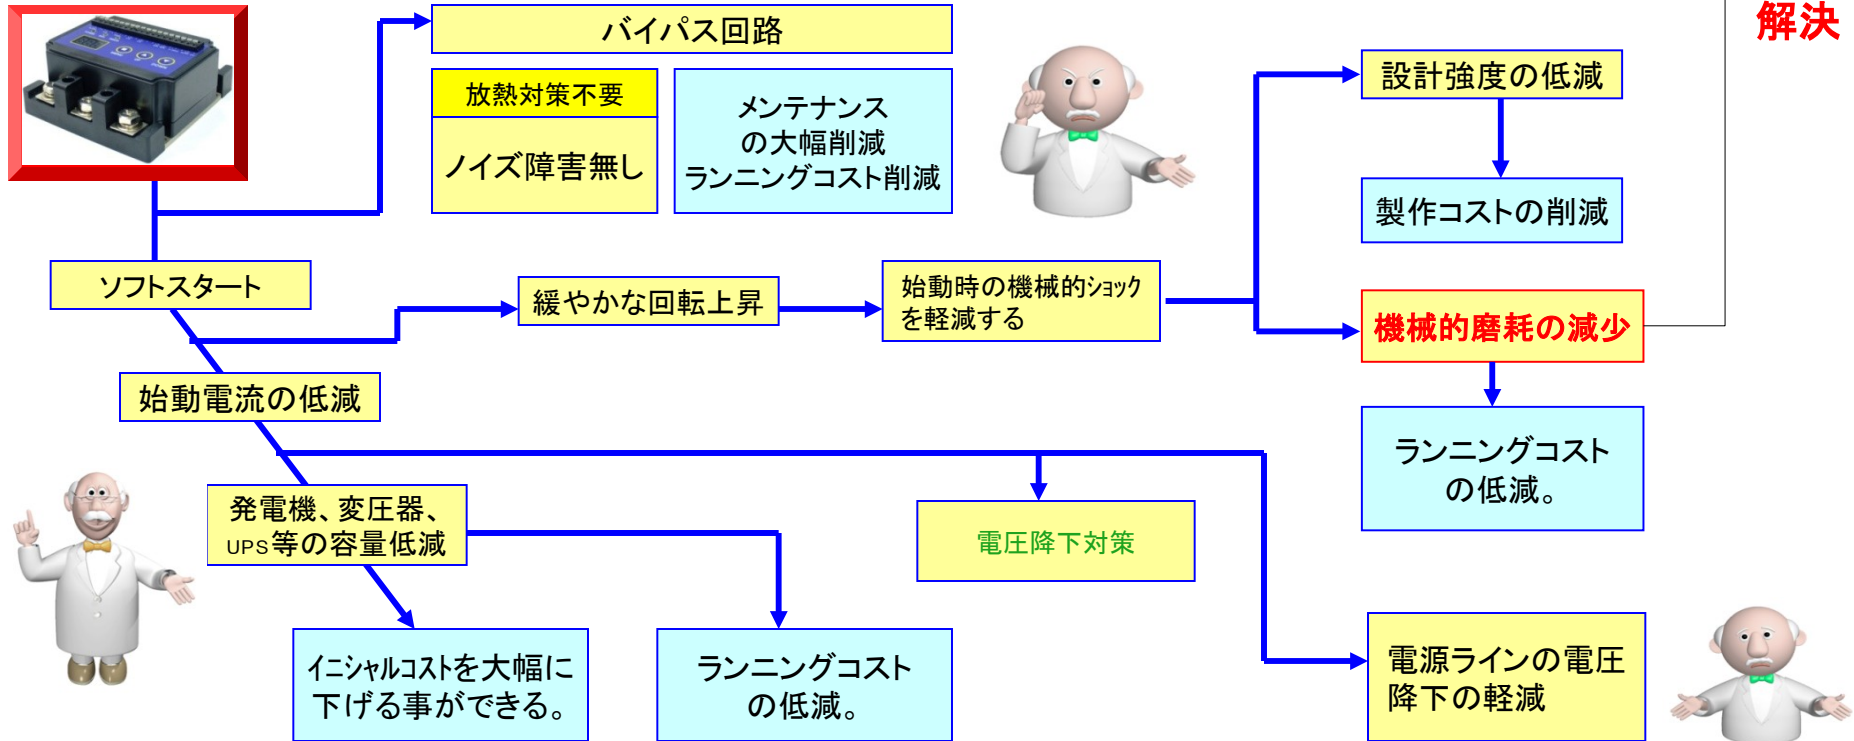 バイパス回路
解決
放熱対策不要
ノイズ障害無し
メンテナンス
の大幅削減
ランニングコスト削減
設計強度の低減
製作コストの削減
ソフトスタート
緩やかな回転上昇
始動時の機械的ショック
を軽減する
機械的磨耗の減少
始動電流の低減
ランニングコスト
の低減。
発電機、変圧器、
UPS等の容量低減
電圧降下対策
イニシャルコストを大幅に
下げる事ができる。
ランニングコスト
の低減。
電源ラインの電圧
降下の軽減